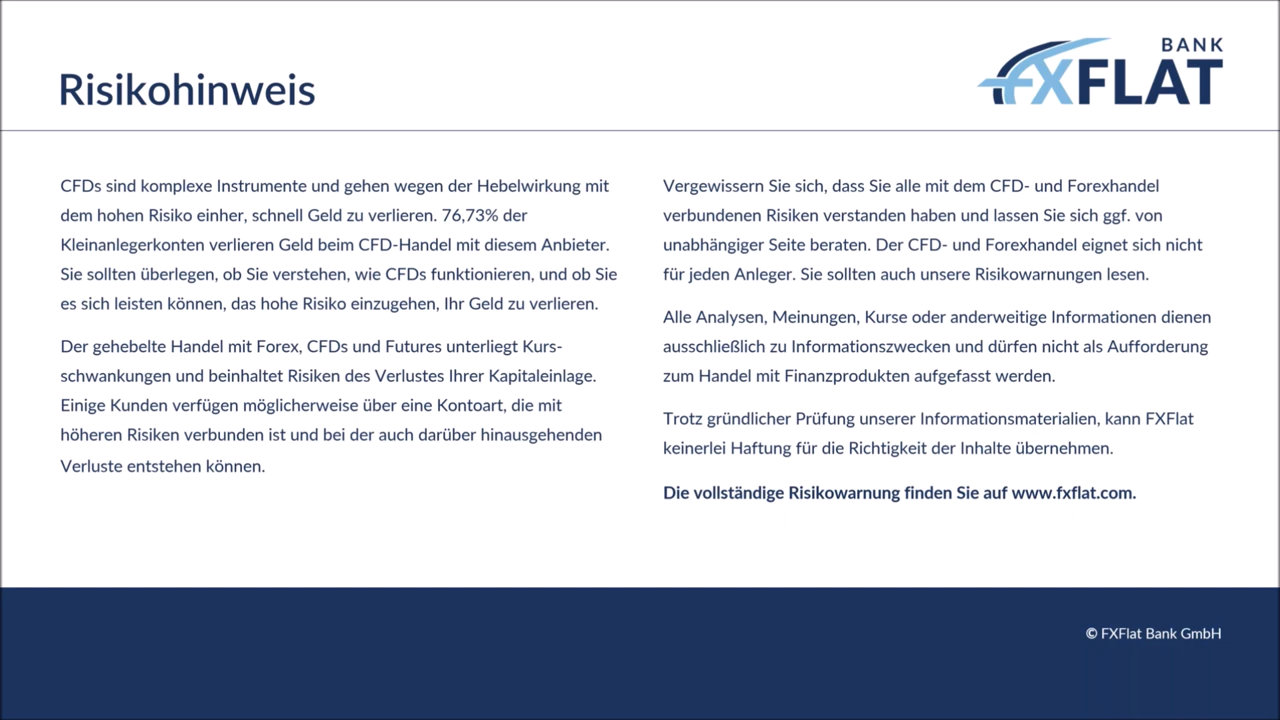 Risikohinweis
BANK
FXFLAT
CFDs sind komplexe Instrumente und gehen wegen der Hebelwirkung mit
dem hohen Risiko einher, schnell Geld zu verlieren. 76,73% der
Kleinanlegerkonten verlieren Geld beim CFD-Handel mit diesem Anbieter.
Sie sollten überlegen, ob Sie verstehen, wie CFDs funktionieren, und ob Sie
es sich leisten können, das hohe Risiko einzugehen, Ihr Geld zu verlieren.
Der gehebelte Handel mit Forex, CFDs und Futures unterliegt Kurs-
schwankungen und beinhaltet Risiken des Verlustes Ihrer Kapitaleinlage.
Einige Kunden verfügen möglicherweise über eine Kontoart, die mit
höheren Risiken verbunden ist und bei der auch darüber hinausgehenden
Verluste entstehen können.
Vergewissern Sie sich, dass Sie alle mit dem CFD- und Forexhandel
verbundenen Risiken verstanden haben und lassen Sie sich ggf. von
unabhängiger Seite beraten. Der CFD- und Forexhandel eignet sich nicht
für jeden Anleger. Sie sollten auch unsere Risikowarnungen lesen.
Alle Analysen, Meinungen, Kurse oder anderweitige Informationen dienen
ausschließlich zu Informationszwecken und dürfen nicht als Aufforderung
zum Handel mit Finanzprodukten aufgefasst werden.
Trotz gründlicher Prüfung unserer Informationsmaterialien, kann FXFlat
keinerlei Haftung für die Richtigkeit der Inhalte übernehmen.
Die vollständige Risikowarnung finden Sie auf www.fxflat.com.
© FXFlat Bank GmbH